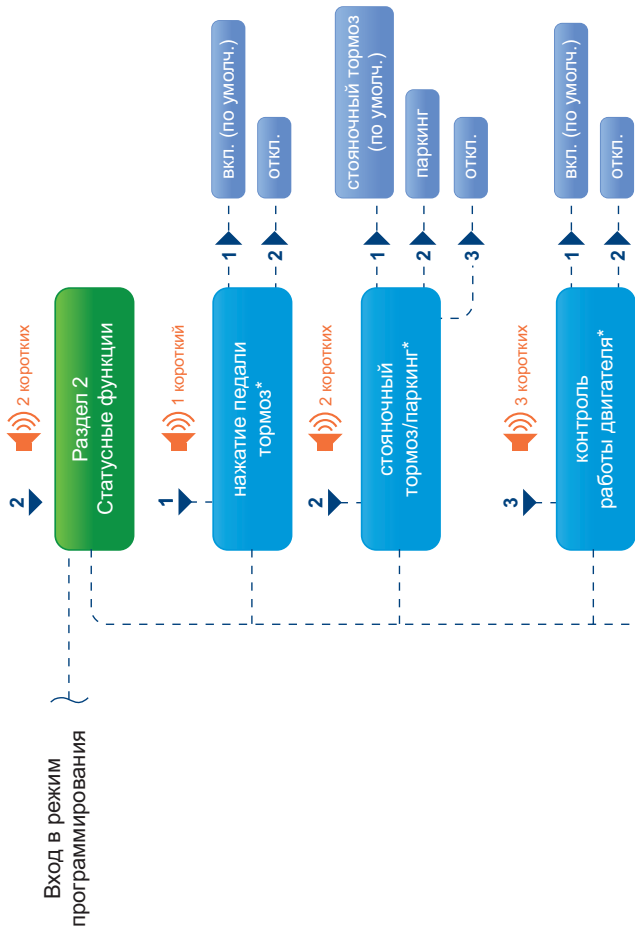 Вход в режим
программирования
2
2 коротких
Раздел 2
Статусные функции
1
1 короткий
нажатие педали
тормоз*
1
вкл. (по умолч.)
2
откл.
2
2 коротких
стояночный
тормоз/паркинг*
1
стояночный тормоз
(по умолч.)
2
паркинг
3
откл.
3
3 коротких
контроль
работы двигателя*
1
вкл. (по умолч.)
2
откл.